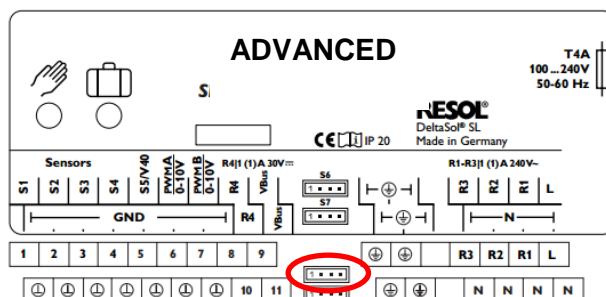 ADVANCED
T4A
100 ...240V
50-60 Hz
RESOL®
DeltaSol® SL
Made in Germany
CE i IP 20
Sensors
R4|1 (1) A 30V⎓
R1-R3|1 (1) A 240V~
S1 S2 S3 S4 S5/V40 PWM A 0-10V PWM B 0-10V R4 VBus S6 R3 R2 R1 L
S7
GND R4 VBus N
1 2 3 4 5 6 7 8 9 R3 R2 R1 L
10 11 N N N N